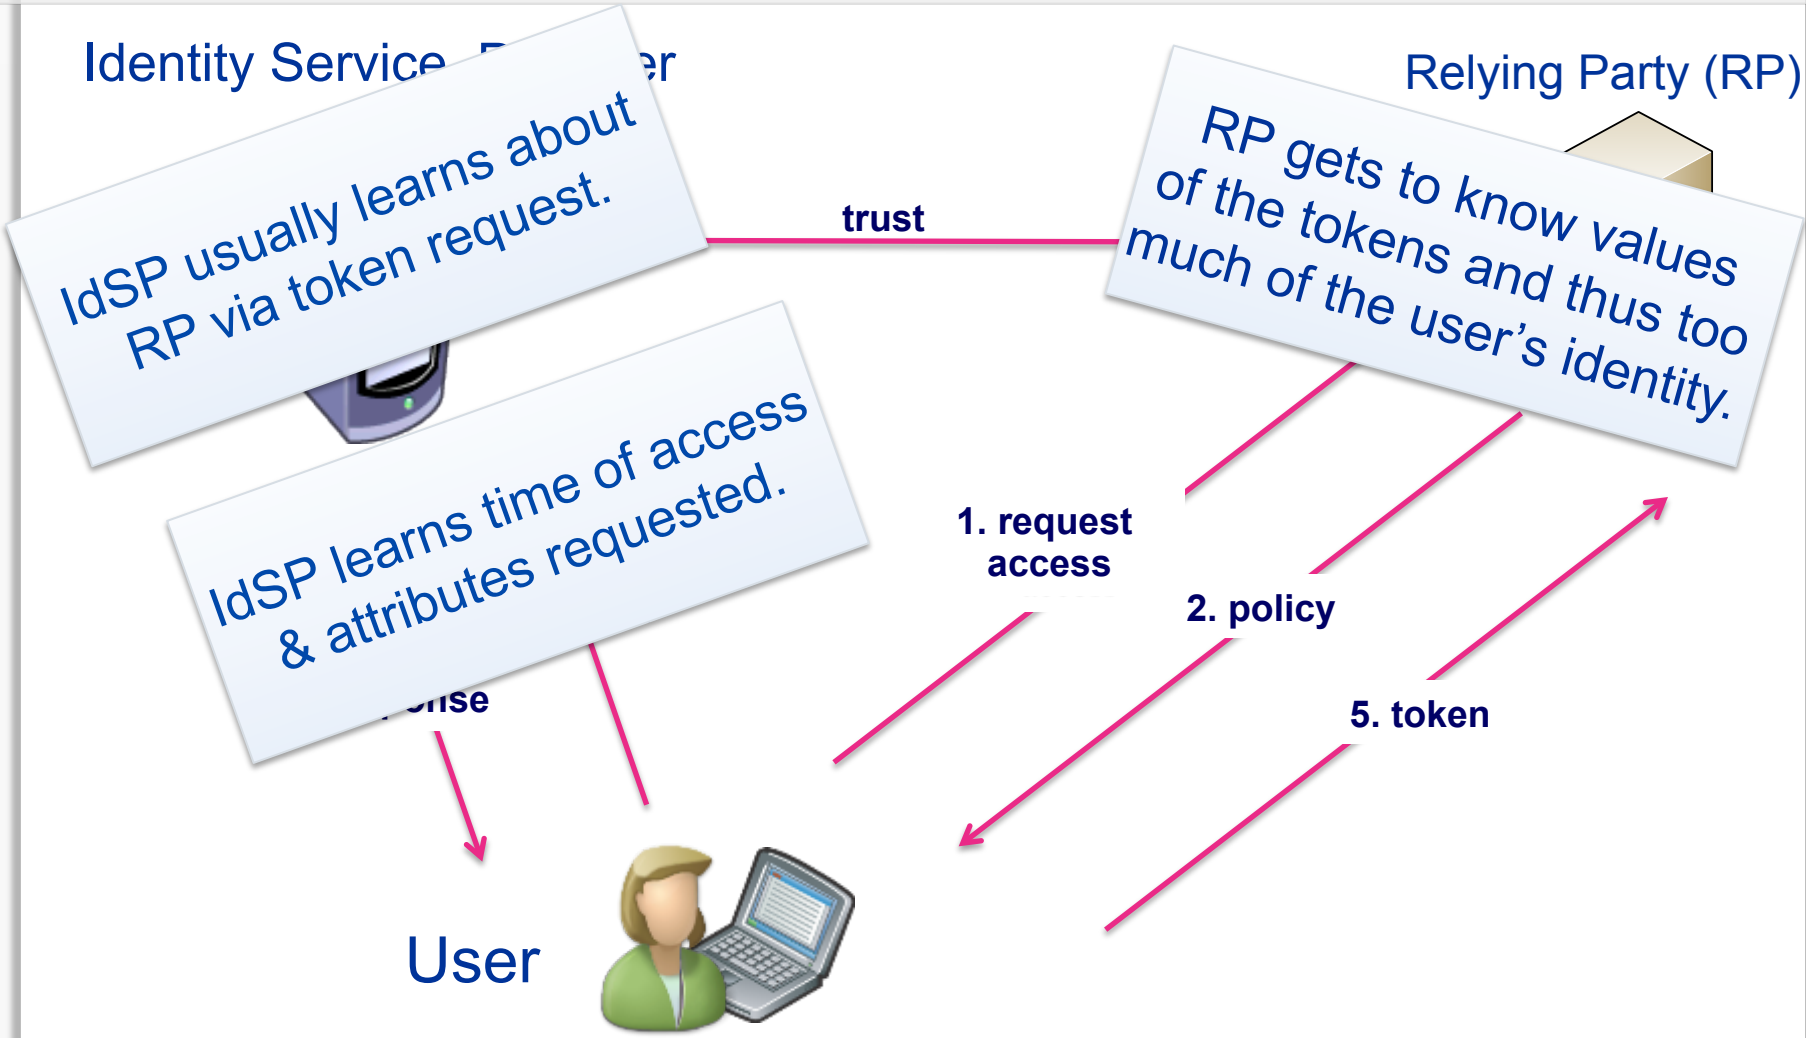 Identity Service
Relying Party (RP)
IdSP usually learns about
RP via token request.
RP gets to know values
of the tokens and thus too
much of the user’s identity.
trust
IdSP learns time of access
& attributes requested.
1. request
access
2. policy
5. token
User